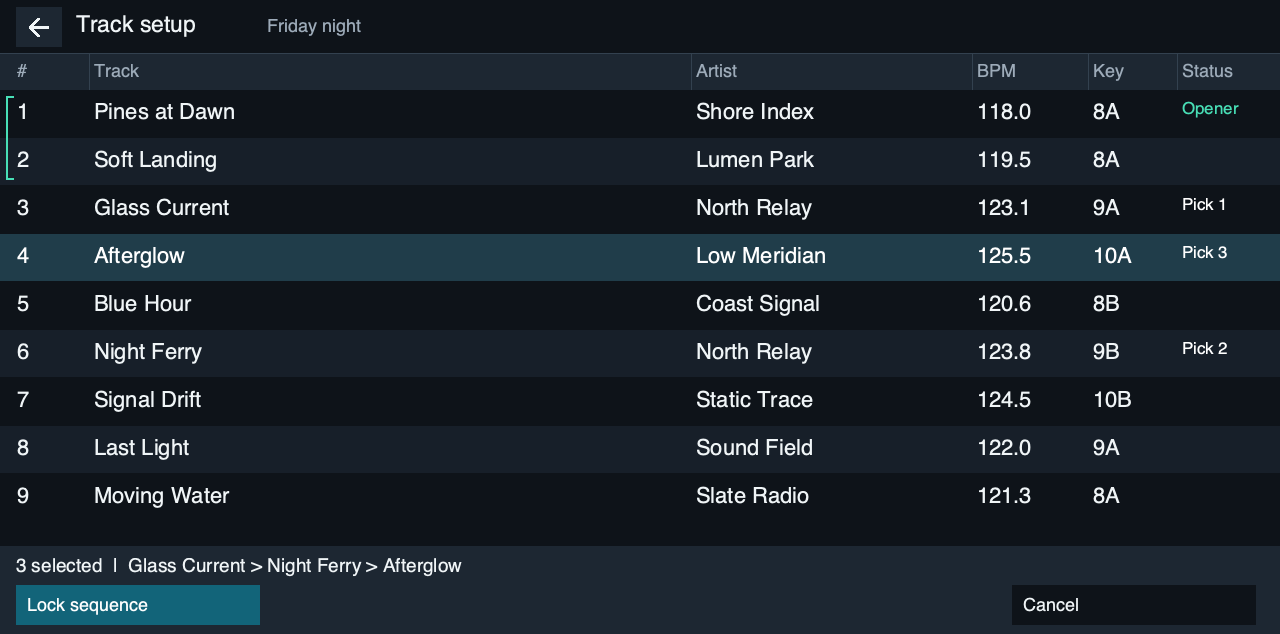 Track setup Friday night
# Track Artist BPM Key Status
1 Pines at Dawn Shore Index 118.0 8A Opener
2 Soft Landing Lumen Park 119.5 8A
3 Glass Current North Relay 123.1 9A Pick 1
4 Afterglow Low Meridian 125.5 10A Pick 3
5 Blue Hour Coast Signal 120.6 8B
6 Night Ferry North Relay 123.8 9B Pick 2
7 Signal Drift Static Trace 124.5 10B
8 Last Light Sound Field 122.0 9A
9 Moving Water Slate Radio 121.3 8A
3 selected | Glass Current > Night Ferry > Afterglow
Lock sequence Cancel